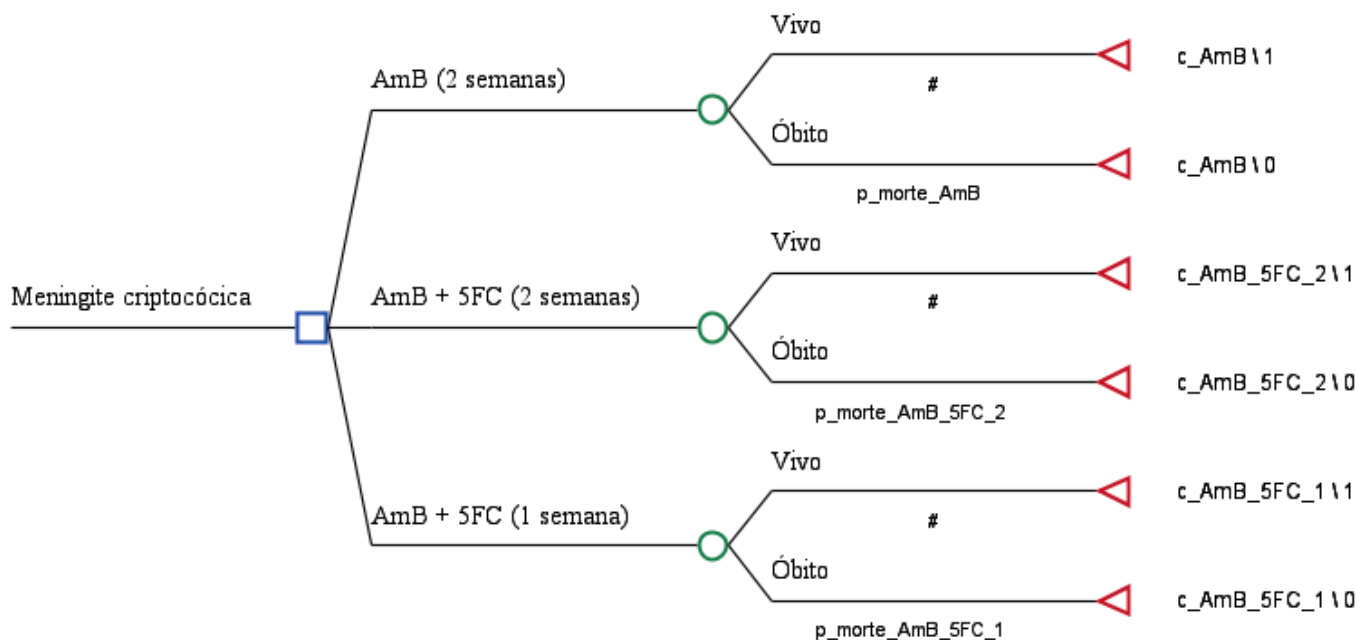 Vivo
c_AmB\1
AmB (2 semanas)
#
Óbito
c_AmB\0
p_morte_AmB
Vivo
c_AmB_5FC_2\1
Meningite criptocócica
AmB + 5FC (2 semanas)
#
Óbito
c_AmB_5FC_2\0
p_morte_AmB_5FC_2
Vivo
c_AmB_5FC_1\1
AmB + 5FC (1 semana)
#
Óbito
c_AmB_5FC_1\0
p_morte_AmB_5FC_1